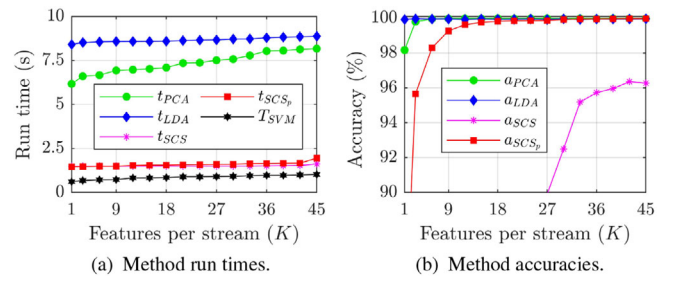 10
7.5
5
2.5
0
Run time (s)
t_PCA
t_LDA
t_SCS
t_SCS_p
T_SVM
1 9 18 27 36 45
Features per stream (K)
(a) Method run times.
100
98
96
94
92
90
Accuracy (%)
a_PCA
a_LDA
a_SCS
a_SCS_p
1 9 18 27 36 45
Features per stream (K)
(b) Method accuracies.